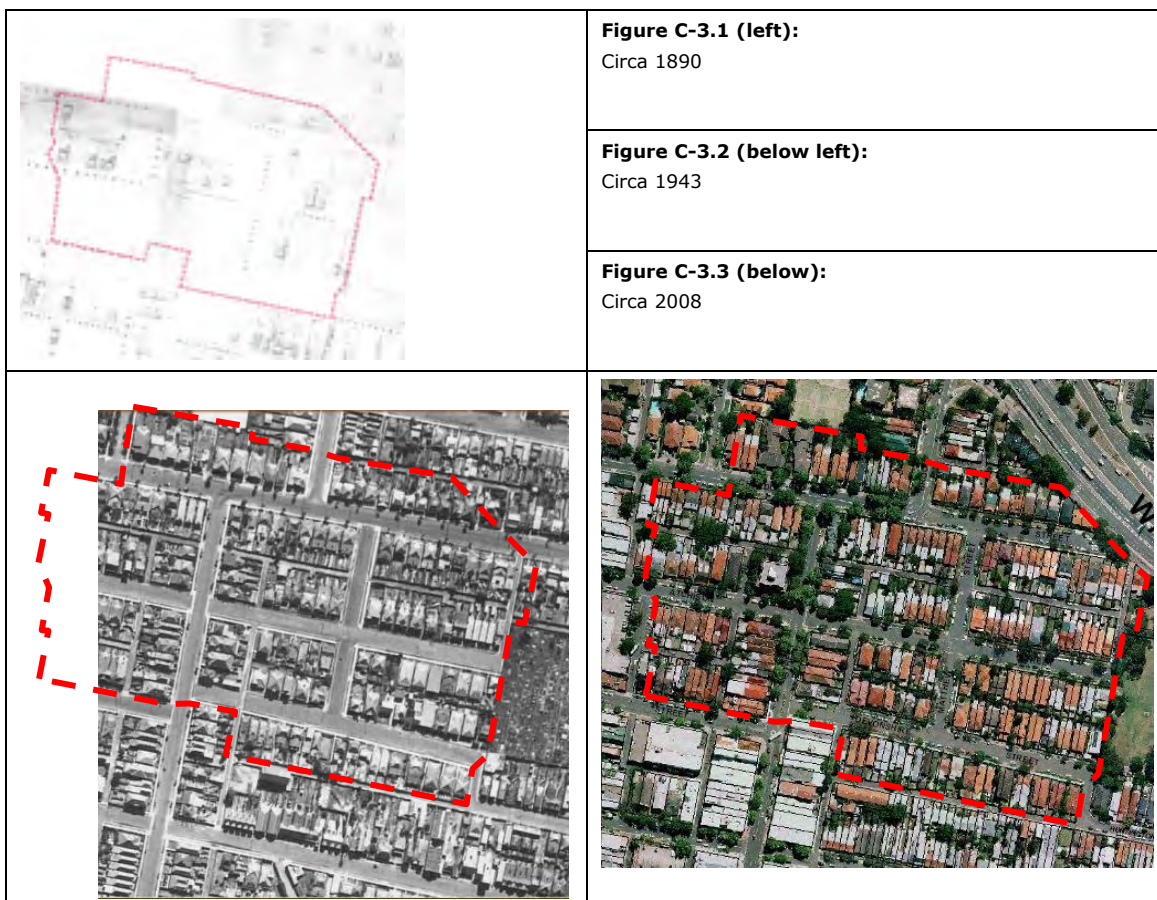 Figure C-3.1 (left):
Circa 1890
Figure C-3.2 (below left):
Circa 1943
Figure C-3.3 (below):
Circa 2008
STREET